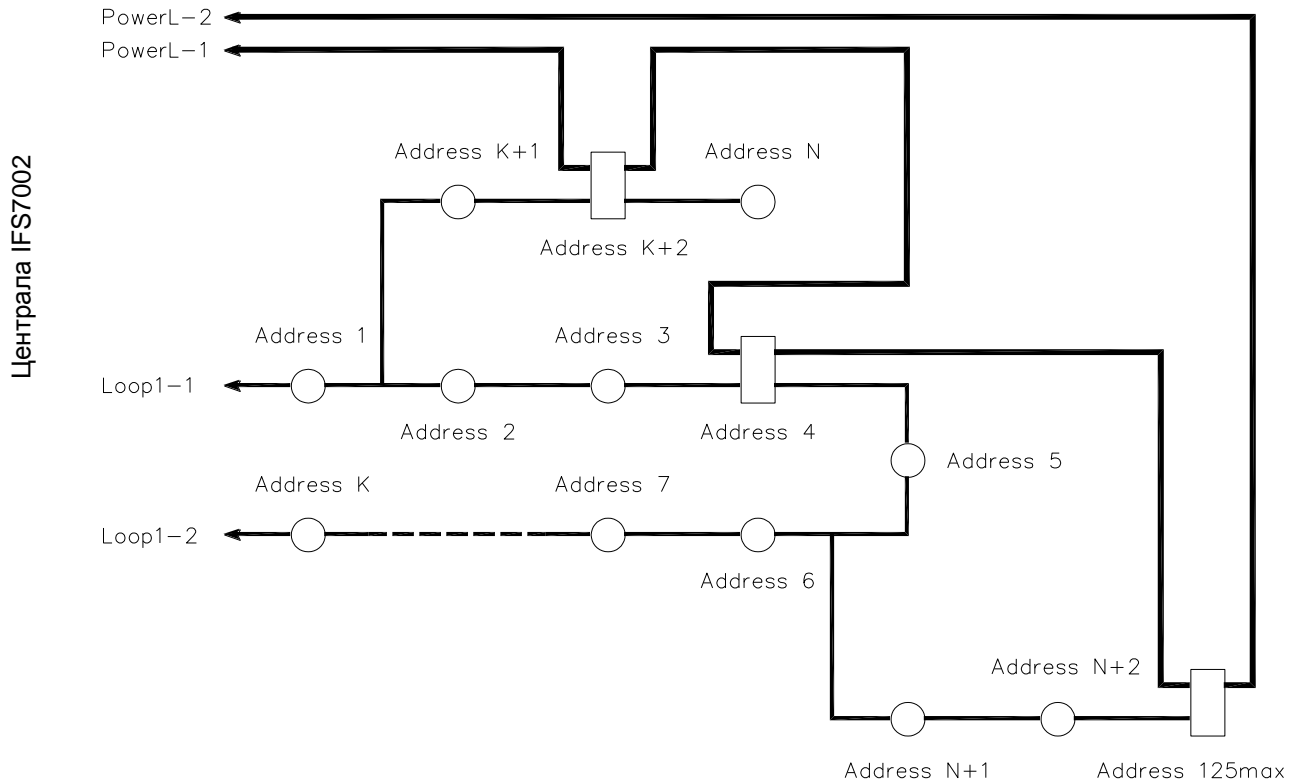 PowerL-2
PowerL-1
Централа IFS7002
Address K+1
Address N
Address K+2
Address 1
Address 3
Loop1-1
Address 2
Address 4
Address 5
Address K
Address 7
Loop1-2
Address 6
Address N+2
Address N+1
Address 125max